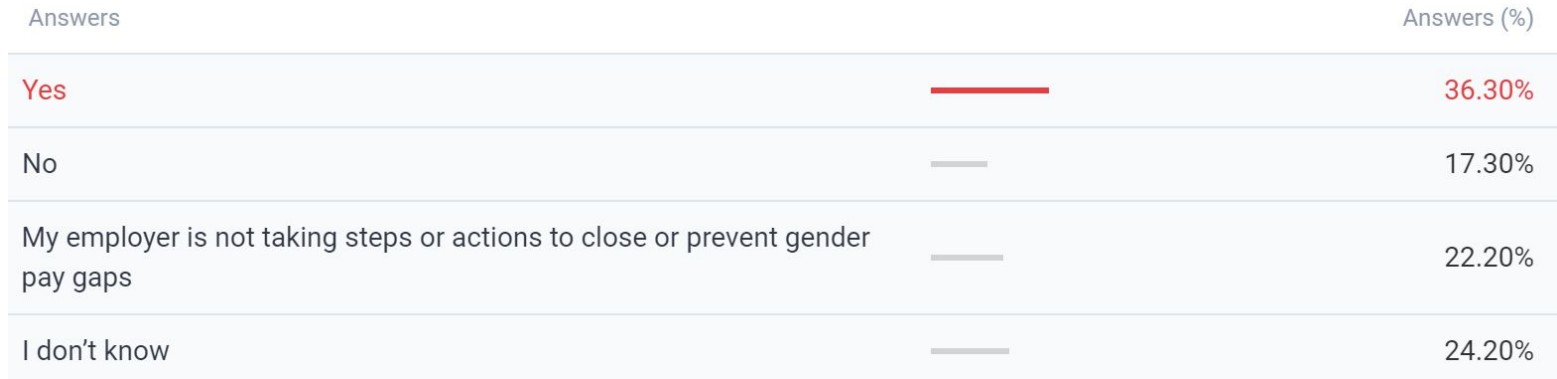 Answers Answers (%)
Yes 36.30%
No 17.30%
My employer is not taking steps or actions to close or prevent gender
pay gaps
22.20%
I don’t know 24.20%